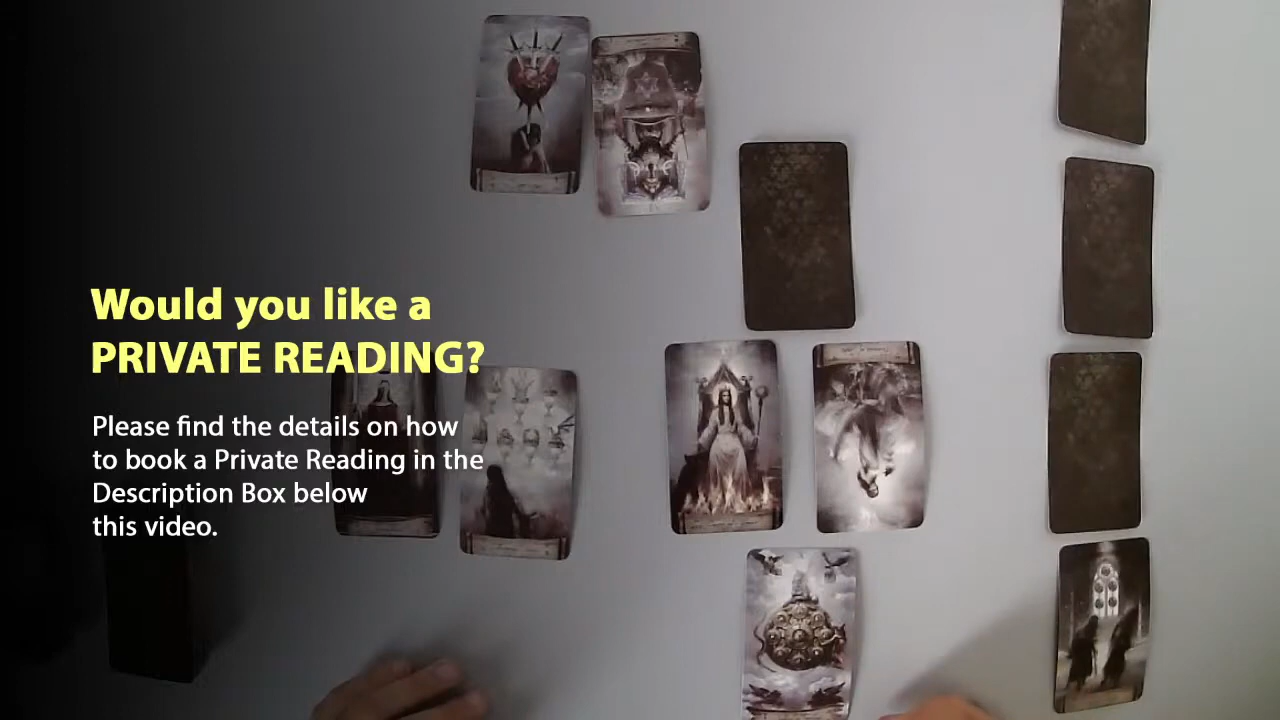 Would you like a
PRIVATE READING?
Please find the details on how
to book a Private Reading in the
Description Box below
this video.